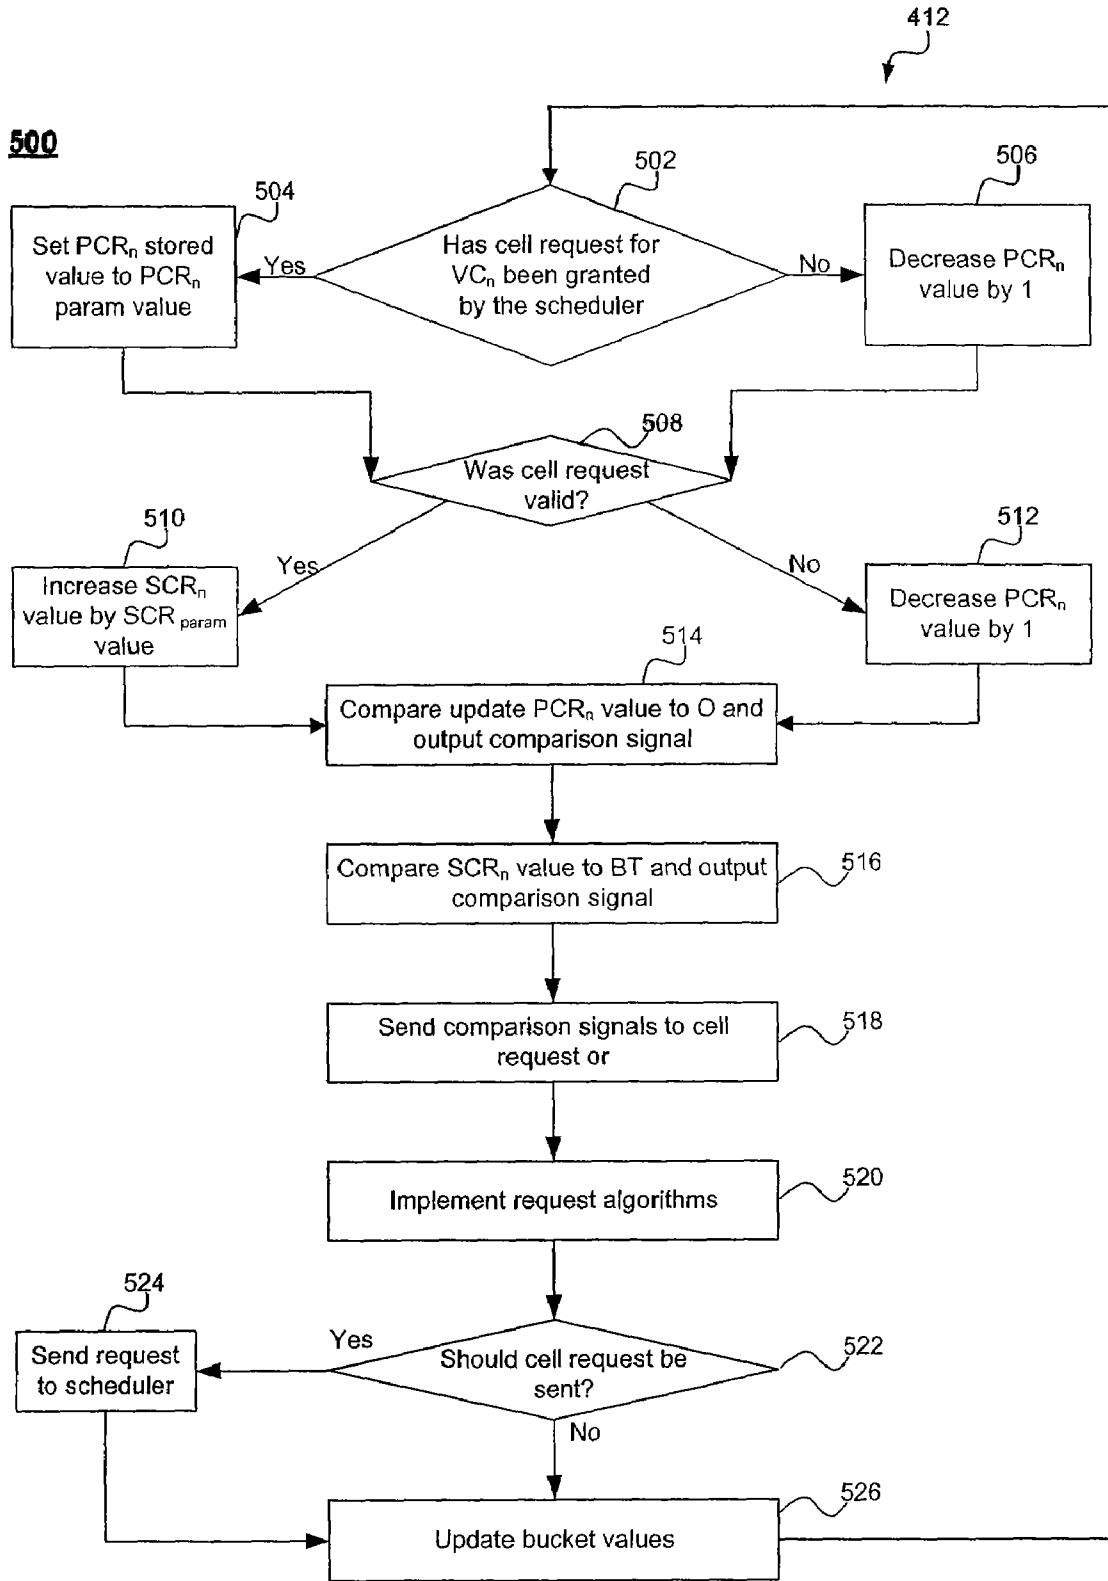 412
500
502
506
504
Set PCRn stored
value to PCRn
param value
Yes
Has cell request for
VCn been granted
by the scheduler
No
Decrease PCRn
value by 1
508
Was cell request
valid?
510
512
Yes
No
Increase SCRn
value by SCR param
value
Decrease PCRn
value by 1
514
Compare update PCRn value to O and
output comparison signal
Compare SCRn value to BT and output
comparison signal
516
Send comparison signals to cell
request or
518
Implement request algorithms
520
524
Yes
Send request
to scheduler
Should cell request be
sent?
522
No
526
Update bucket values